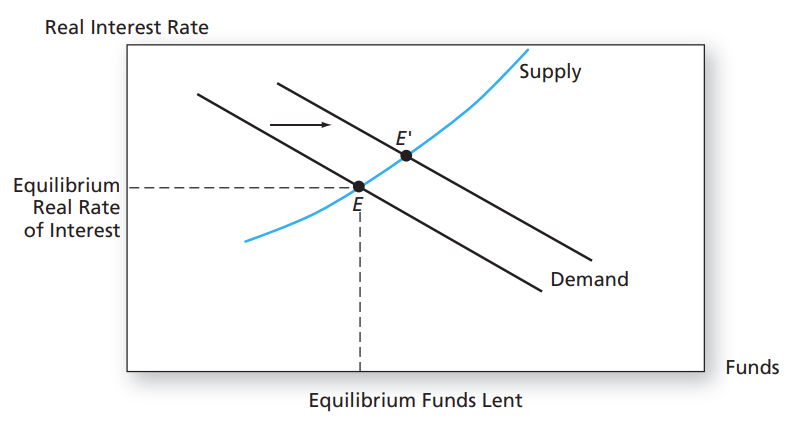 Real Interest Rate
Supply
E'
Equilibrium
Real Rate
of Interest
E
Demand
Funds
Equilibrium Funds Lent